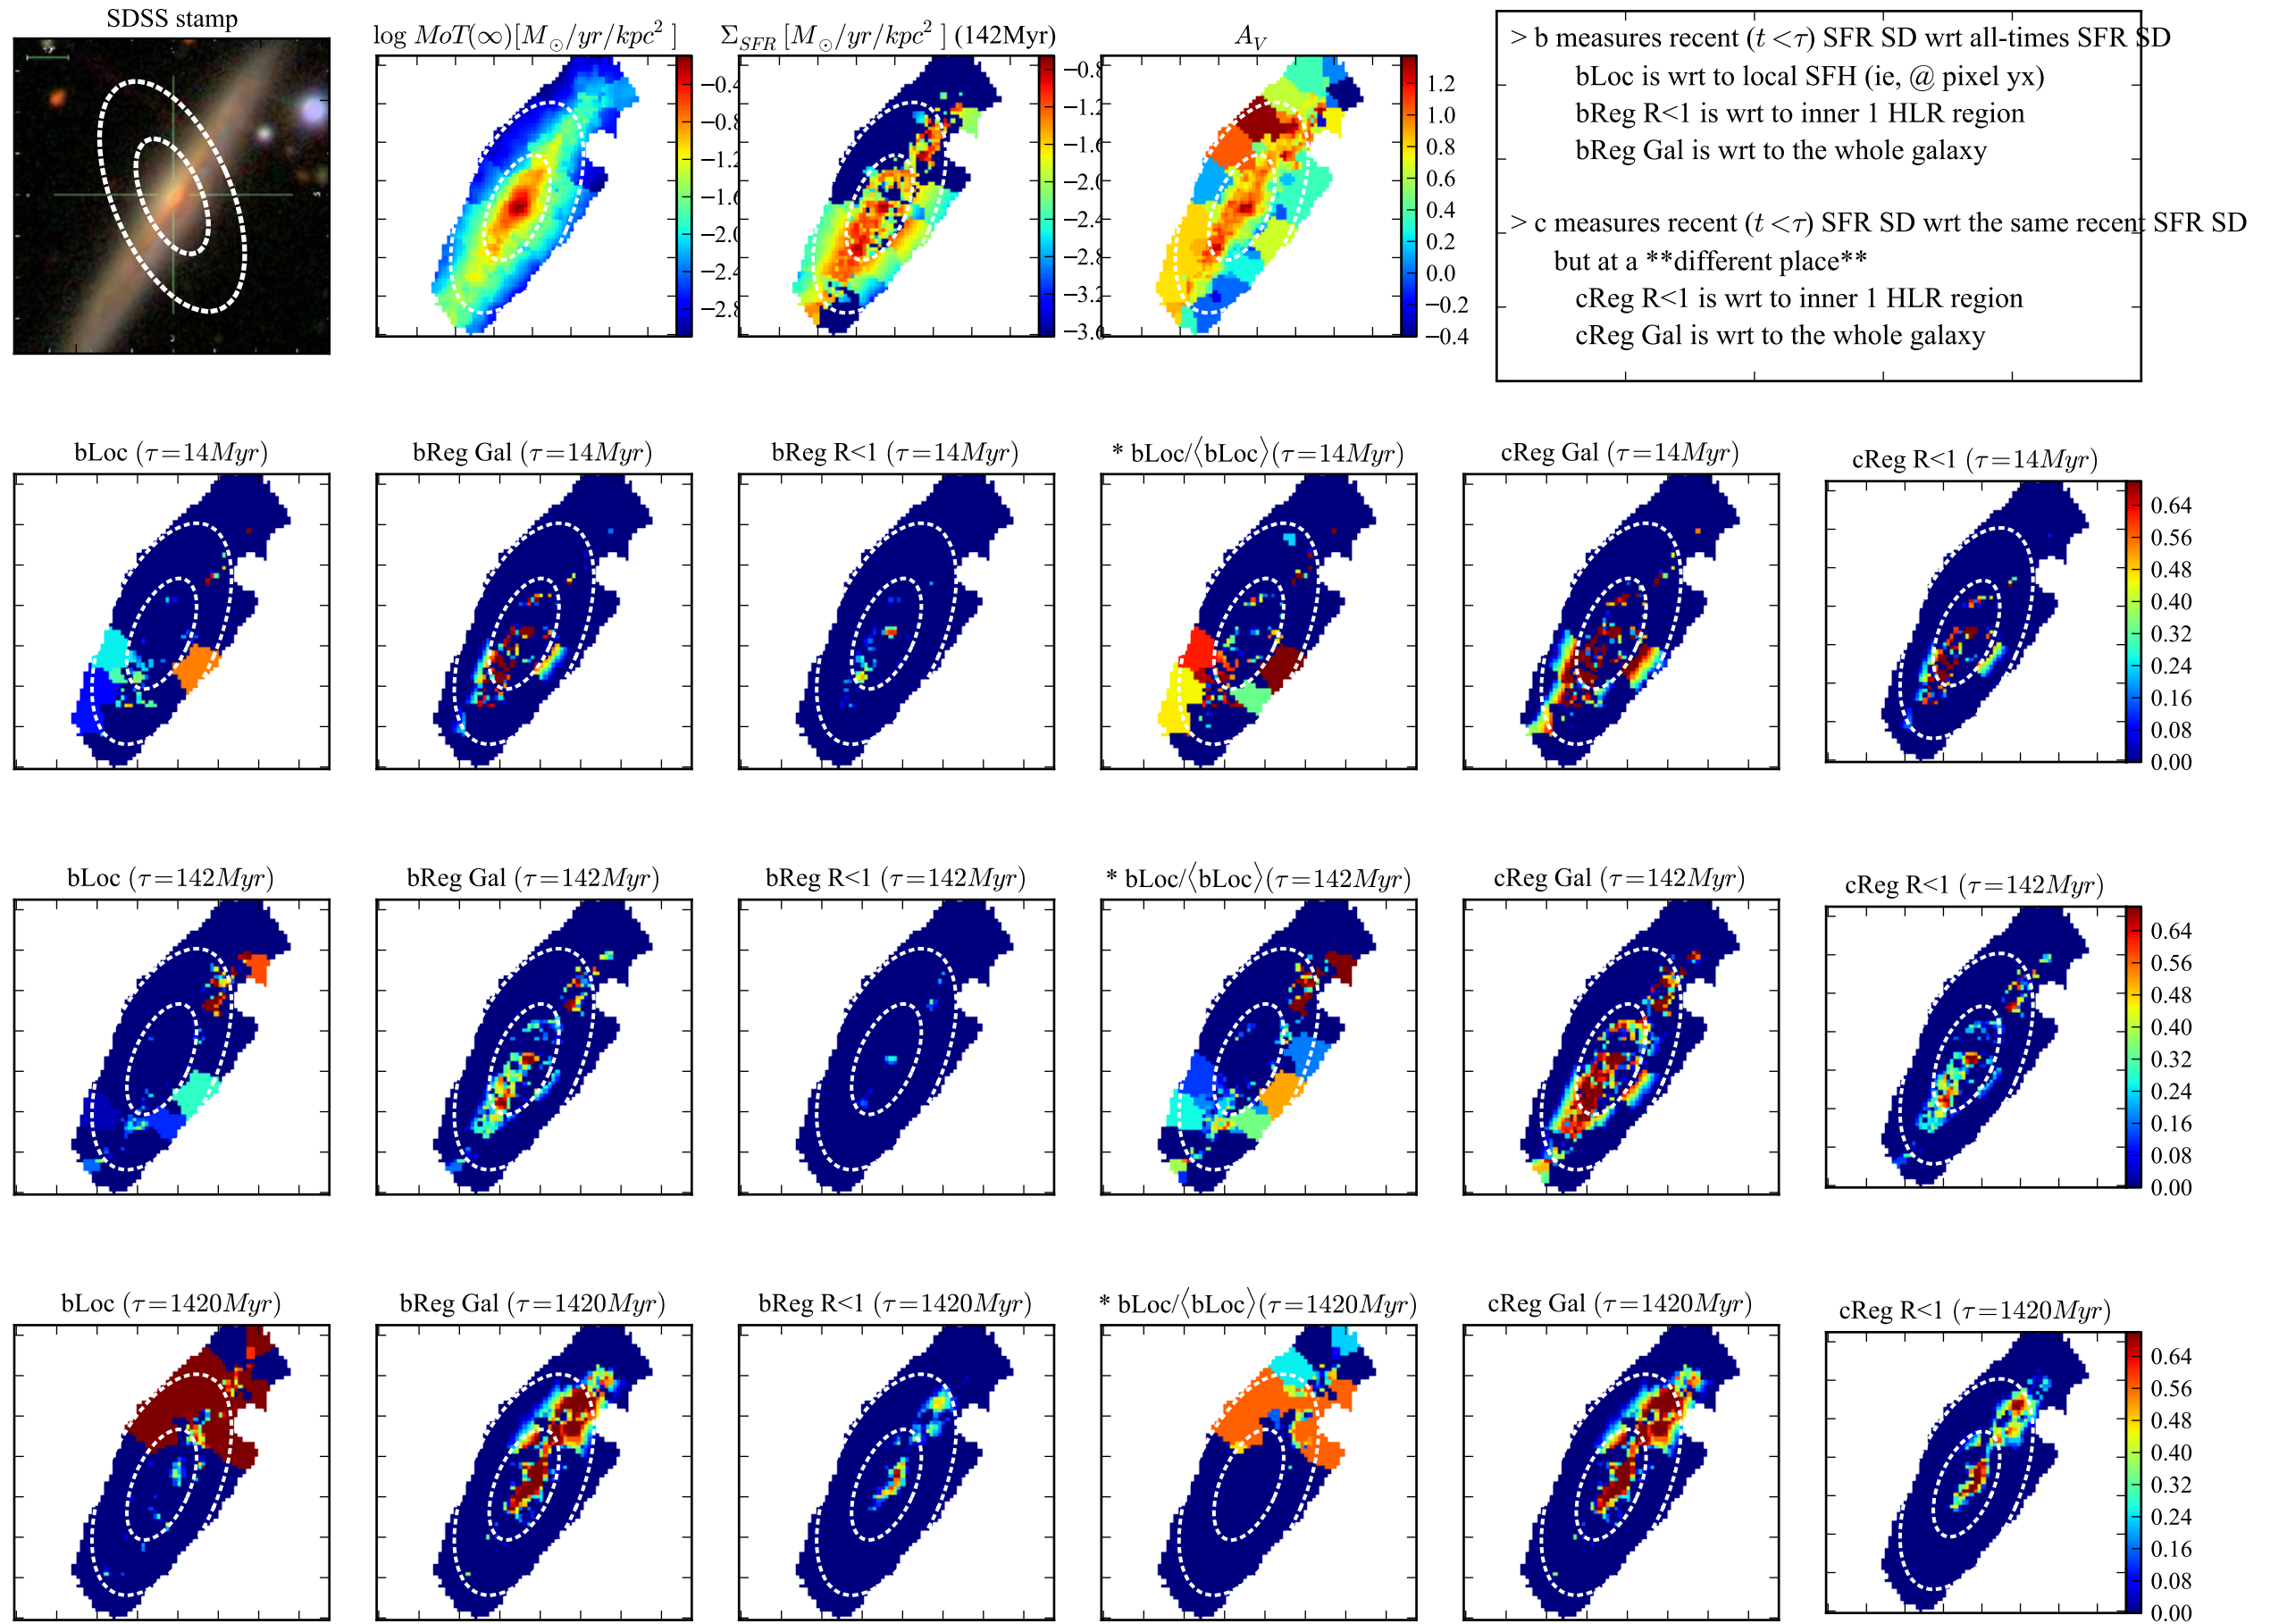 SDSS stamp
log MoT(∞)[M⊙/yr/kpc² ]
Σ_SFR [M⊙/yr/kpc² ] (142Myr)
A_V
−0.4
−0.8
−1.2
−1.6
−2.0
−2.4
−2.8
−0.8
−1.2
−1.6
−2.0
−2.4
−2.8
−3.2
−3.6
1.2
1.0
0.8
0.6
0.4
0.2
0.0
−0.2
−0.4
> b measures recent (t <τ) SFR SD wrt all-times SFR SD
bLoc is wrt to local SFH (ie, @ pixel yx)
bReg R<1 is wrt to inner 1 HLR region
bReg Gal is wrt to the whole galaxy
> c measures recent (t <τ) SFR SD wrt the same recent SFR SD
but at a **different place**
cReg R<1 is wrt to inner 1 HLR region
cReg Gal is wrt to the whole galaxy
bLoc (τ=14Myr)
bReg Gal (τ=14Myr)
bReg R<1 (τ=14Myr)
* bLoc/⟨bLoc⟩(τ=14Myr)
cReg Gal (τ=14Myr)
cReg R<1 (τ=14Myr)
0.64
0.56
0.48
0.40
0.32
0.24
0.16
0.08
0.00
bLoc (τ=142Myr)
bReg Gal (τ=142Myr)
bReg R<1 (τ=142Myr)
* bLoc/⟨bLoc⟩(τ=142Myr)
cReg Gal (τ=142Myr)
cReg R<1 (τ=142Myr)
0.64
0.56
0.48
0.40
0.32
0.24
0.16
0.08
0.00
bLoc (τ=1420Myr)
bReg Gal (τ=1420Myr)
bReg R<1 (τ=1420Myr)
* bLoc/⟨bLoc⟩(τ=1420Myr)
cReg Gal (τ=1420Myr)
cReg R<1 (τ=1420Myr)
0.64
0.56
0.48
0.40
0.32
0.24
0.16
0.08
0.00